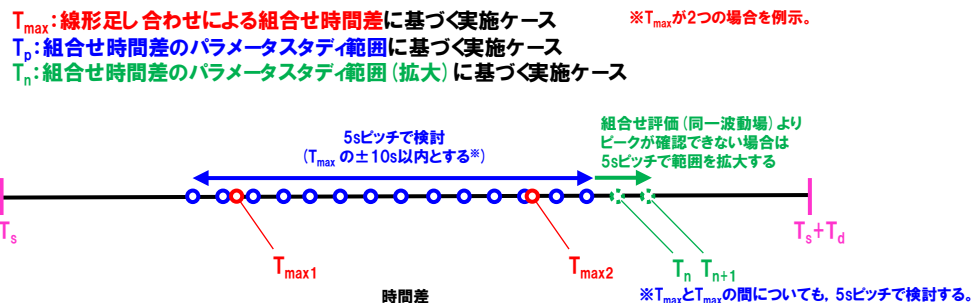 Tmax：線形足し合わせによる組合せ時間差に基づく実施ケース
※Tmaxが2つの場合を例示。
Tp：組合せ時間差のパラメータスタディ範囲に基づく実施ケース
Tn：組合せ時間差のパラメータスタディ範囲（拡大）に基づく実施ケース
5sピッチで検討
（Tmax の±10s以内とする※）
組合せ評価（同一波動場）より
ピークが確認できない場合は
5sピッチで範囲を拡大する
Ts
Ts+Td
Tmax1
Tmax2
Tn
Tn+1
時間差
※TmaxとTmaxの間についても，5sピッチで検討する。